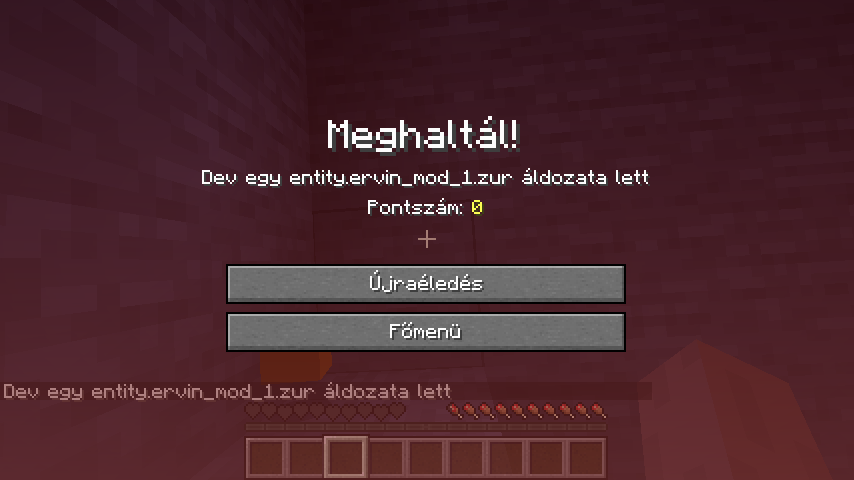 Meghaltál!
Dev egy entity.ervin_mod_1.zur áldozata lett
Pontszám: 0
Újraéledés
Főmenü
Dev egy entity.ervin_mod_1.zur áldozata lett